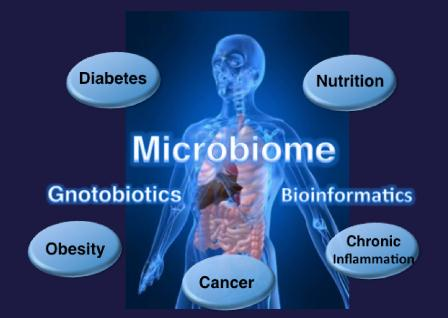 Diabetes
Nutrition
Microbiome
Gnotobiotics
Bioinformatics
Obesity
Chronic
Inflammation
Cancer